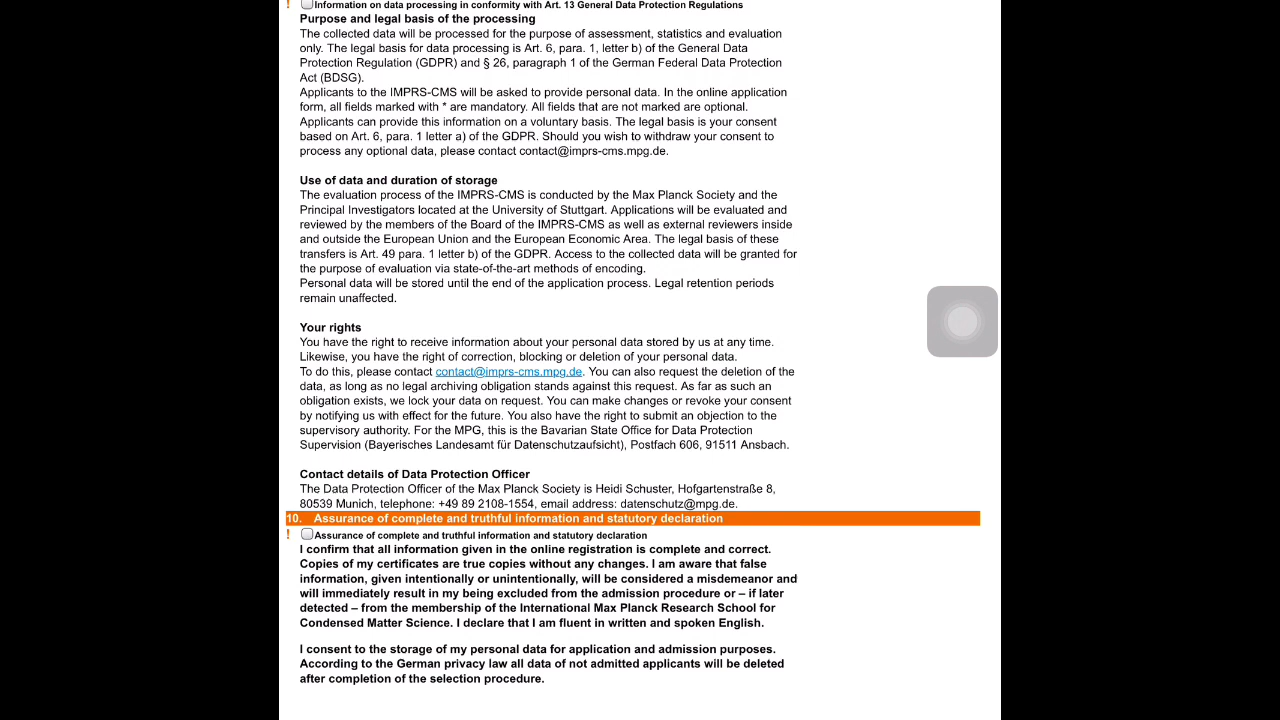 ! Information on data processing in conformity with Art. 13 General Data Protection Regulations
Purpose and legal basis of the processing
The collected data will be processed for the purpose of assessment, statistics and evaluation
only. The legal basis for data processing is Art. 6, para. 1, letter b) of the General Data
Protection Regulation (GDPR) and § 26, paragraph 1 of the German Federal Data Protection
Act (BDSG).
Applicants to the IMPRS-CMS will be asked to provide personal data. In the online application
form, all fields marked with * are mandatory. All fields that are not marked are optional.
Applicants can provide this information on a voluntary basis. The legal basis is your consent
based on Art. 6, para. 1 letter a) of the GDPR. Should you wish to withdraw your consent to
process any optional data, please contact contact@imprs-cms.mpg.de.
Use of data and duration of storage
The evaluation process of the IMPRS-CMS is conducted by the Max Planck Society and the
Principal Investigators located at the University of Stuttgart. Applications will be evaluated and
reviewed by the members of the Board of the IMPRS-CMS as well as external reviewers inside
and outside the European Union and the European Economic Area. The legal basis of these
transfers is Art. 49 para. 1 letter b) of the GDPR. Access to the collected data will be granted for
the purpose of evaluation via state-of-the-art methods of encoding.
Personal data will be stored until the end of the application process. Legal retention periods
remain unaffected.
Your rights
You have the right to receive information about your personal data stored by us at any time.
Likewise, you have the right of correction, blocking or deletion of your personal data.
To do this, please contact contact@imprs-cms.mpg.de. You can also request the deletion of the
data, as long as no legal archiving obligation stands against this request. As far as such an
obligation exists, we lock your data on request. You can make changes or revoke your consent
by notifying us with effect for the future. You also have the right to submit an objection to the
supervisory authority. For the MPG, this is the Bavarian State Office for Data Protection
Supervision (Bayerisches Landesamt für Datenschutzaufsicht), Postfach 606, 91511 Ansbach.
Contact details of Data Protection Officer
The Data Protection Officer of the Max Planck Society is Heidi Schuster, Hofgartenstraße 8,
80539 Munich, telephone: +49 89 2108-1554, email address: datenschutz@mpg.de.
10. Assurance of complete and truthful information and statutory declaration
! Assurance of complete and truthful information and statutory declaration
I confirm that all information given in the online registration is complete and correct.
Copies of my certificates are true copies without any changes. I am aware that false
information, given intentionally or unintentionally, will be considered a misdemeanor and
will immediately result in my being excluded from the admission procedure or – if later
detected – from the membership of the International Max Planck Research School for
Condensed Matter Science. I declare that I am fluent in written and spoken English.
I consent to the storage of my personal data for application and admission purposes.
According to the German privacy law all data of not admitted applicants will be deleted
after completion of the selection procedure.